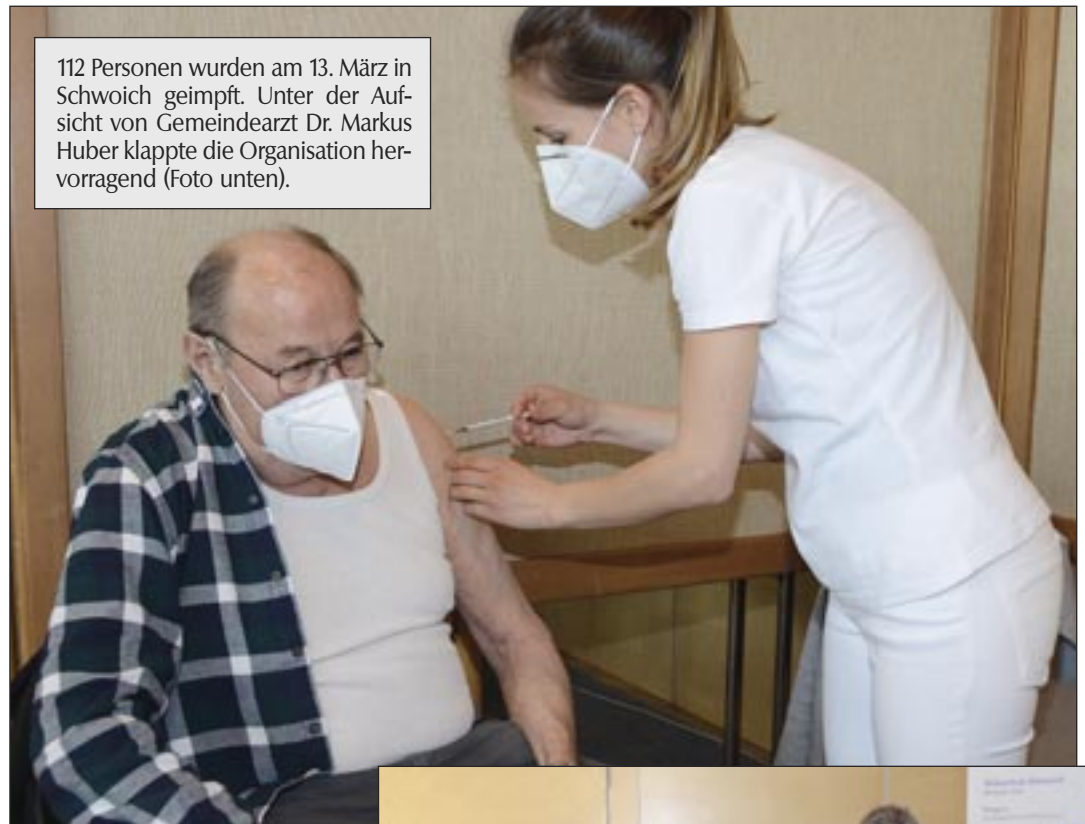 112 Personen wurden am 13. März in
Schwoich geimpft. Unter der Auf-
sicht von Gemeindearzt Dr. Markus
Huber klappte die Organisation her-
vorragend (Foto unten).